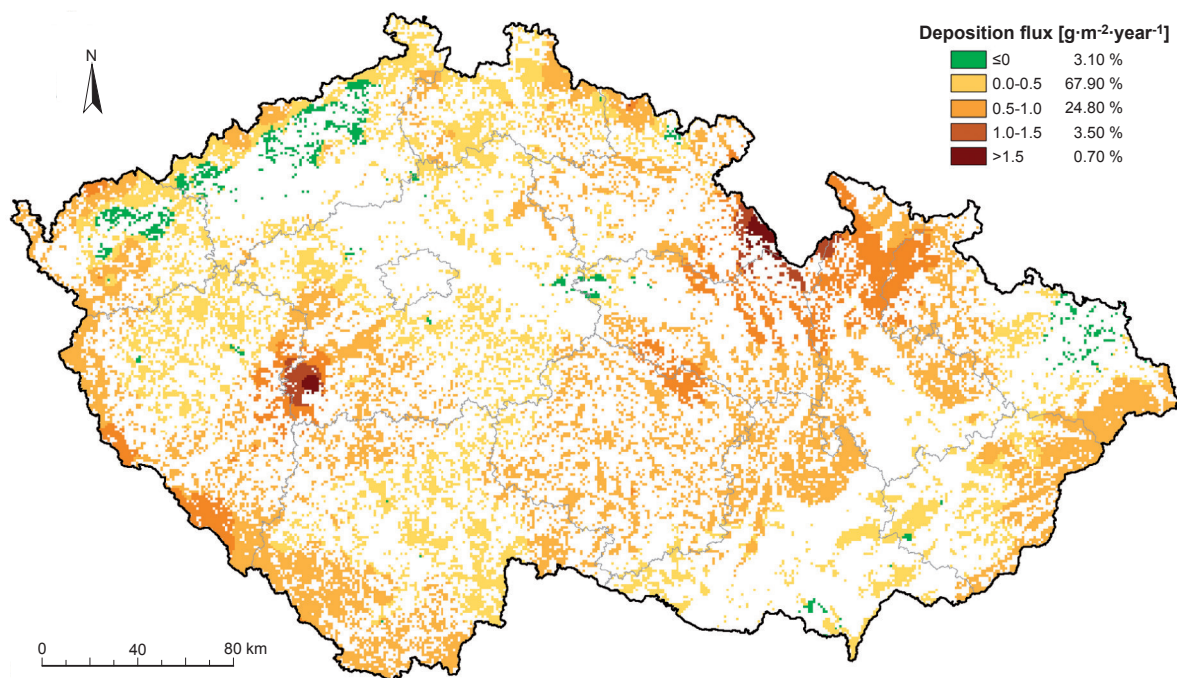 Deposition flux [g·m-2·year-1]
N
≤0 3.10 %
0.0-0.5 67.90 %
0.5-1.0 24.80 %
1.0-1.5 3.50 %
>1.5 0.70 %
0 40 80 km